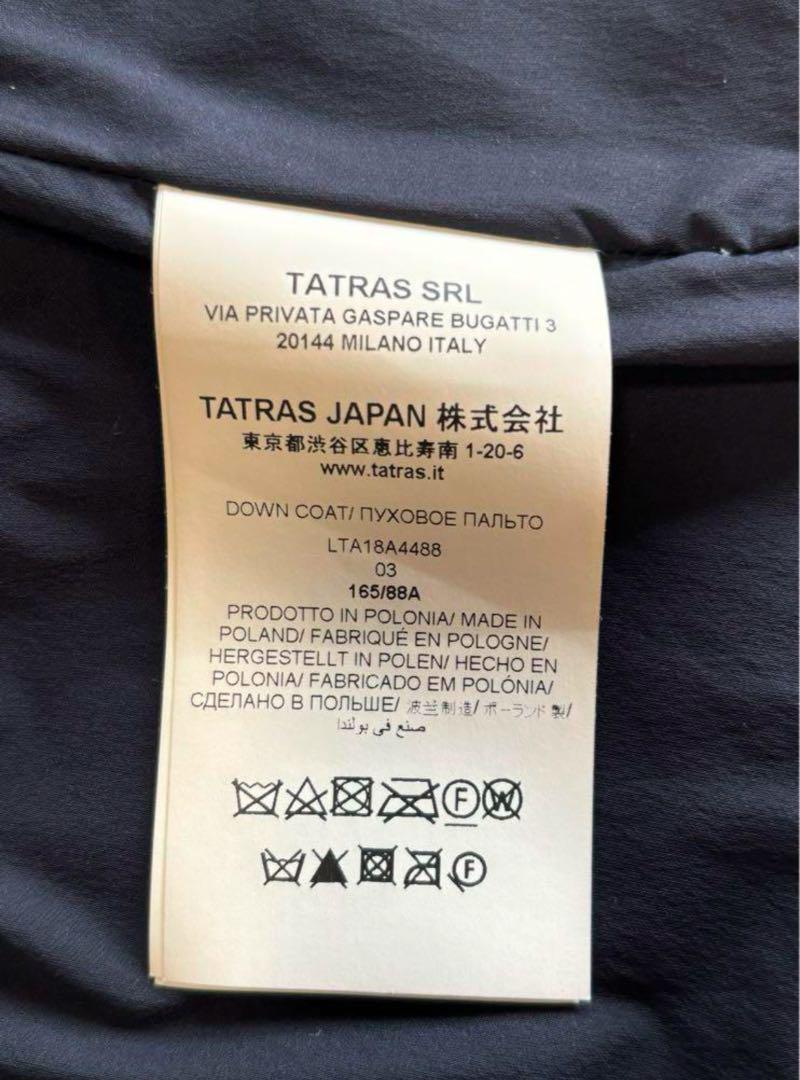 TATRAS SRL
VIA PRIVATA GASPARE BUGATTI 3
20144 MILANO ITALY
TATRAS JAPAN 株式会社
東京都渋谷区恵比寿南 1-20-6
www.tatras.it
DOWN COAT/ ПУХОВОЕ ПАЛЬТО
LTA18A4488
03
165/88A
PRODOTTO IN POLONIA/ MADE IN
POLAND/ FABRIQUÉ EN POLOGNE/
HERGESTELLT IN POLEN/ HECHO EN
POLONIA/ FABRICADO EM POLÓNIA/
СДЕЛАНО В ПОЛЬШЕ/ 波兰制造/ ポーランド 製/
صنع في بولندا
F W
F